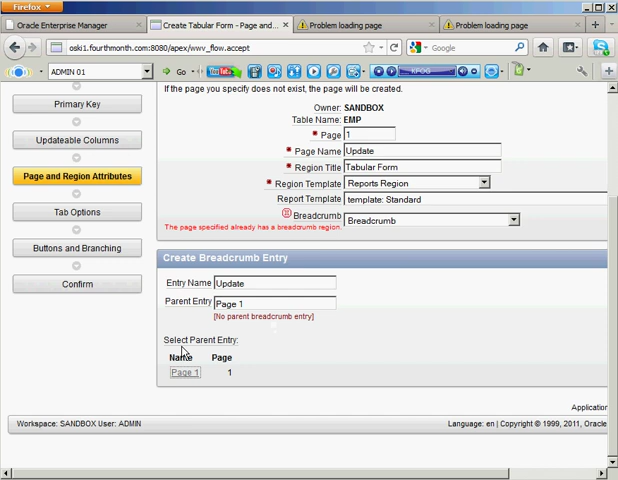 Firefox
Oracle Enterprise Manager
Create Tabular Form - Page and...
Problem loading page
Problem loading page
oski1.fourthmonth.com:8080/apex/wwv_flow.accept
Google
ADMIN 01
Go
You
KPOG
If the page you specify does not exist, the page will be created.
Primary Key
Updateable Columns
Page and Region Attributes
Tab Options
Buttons and Branching
Confirm
Owner: SANDBOX
Table Name: EMP
Page 1
Page Name Update
Region Title Tabular Form
Region Template Reports Region
Report Template template: Standard
Breadcrumb Breadcrumb
The page specified already has a breadcrumb region.
Create Breadcrumb Entry
Entry Name Update
Parent Entry Page 1
[No parent breadcrumb entry]
Select Parent Entry:
Name Page
Page 1 1
Application
Workspace: SANDBOX User: ADMIN
Language: en | Copyright © 1999, 2011, Oracle